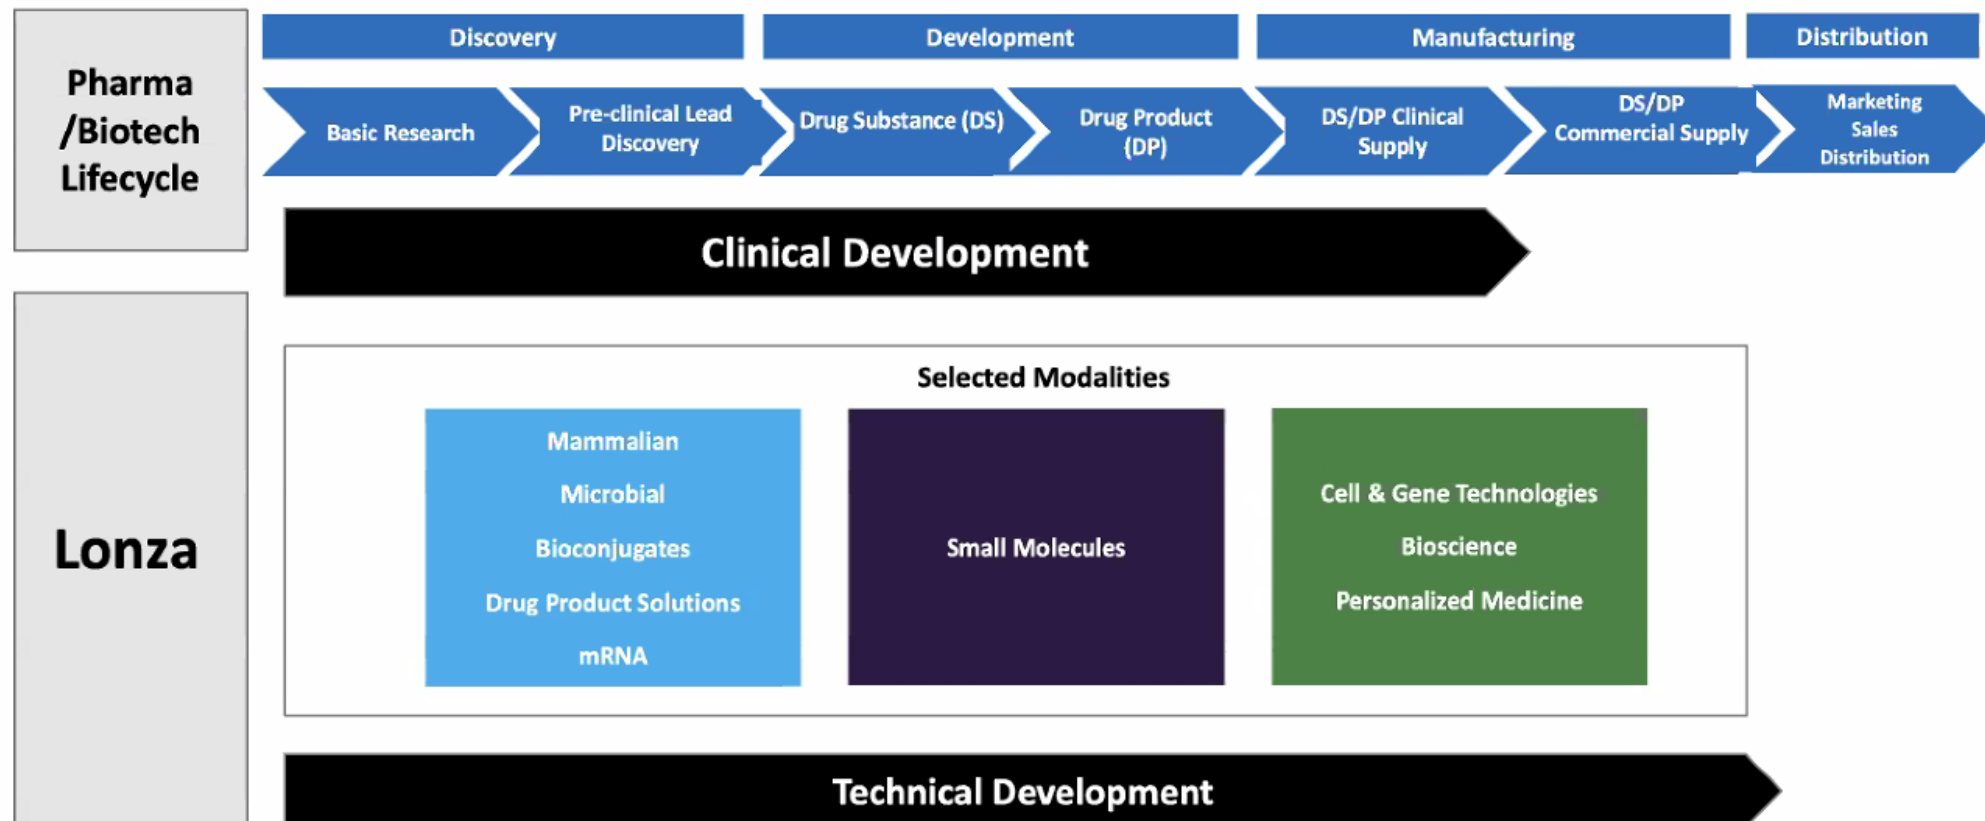 Pharma
/Biotech
Lifecycle
Discovery
Development
Manufacturing
Distribution
Basic Research
Pre-clinical Lead
Discovery
Drug Substance (DS)
Drug Product
(DP)
DS/DP Clinical
Supply
DS/DP
Commercial Supply
Marketing
Sales
Distribution
Clinical Development
Lonza
Selected Modalities
Mammalian
Microbial
Bioconjugates
Drug Product Solutions
mRNA
Small Molecules
Cell & Gene Technologies
Bioscience
Personalized Medicine
Technical Development